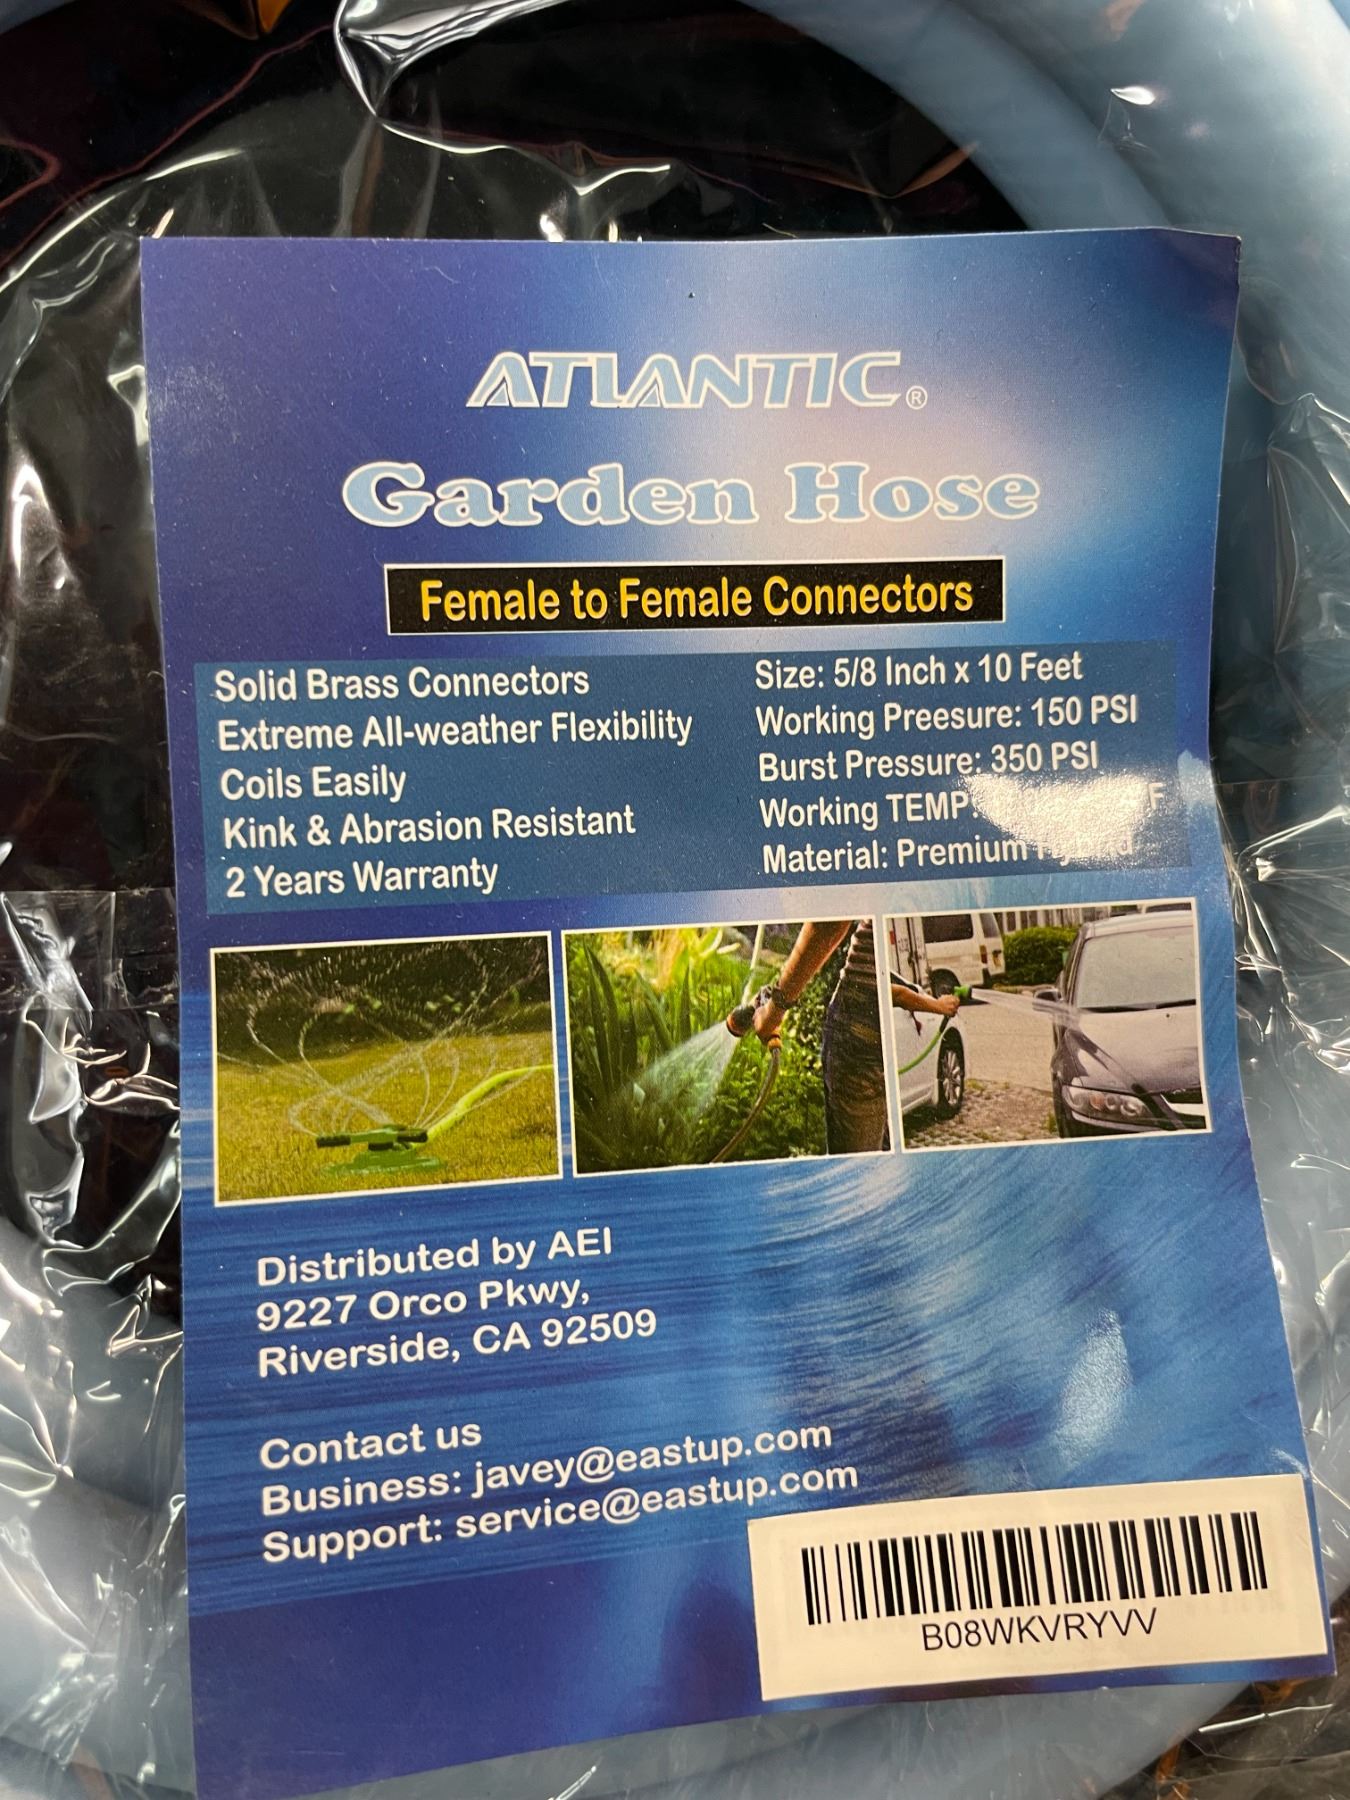 ATLANTIC®
Garden Hose
Female to Female Connectors
Solid Brass Connectors
Extreme All-weather Flexibility
Coils Easily
Kink & Abrasion Resistant
2 Years Warranty
Size: 5/8 Inch x 10 Feet
Working Preesure: 150 PSI
Burst Pressure: 350 PSI
Working TEMP:
Material: Premium
Distributed by AEI
9227 Orco Pkwy,
Riverside, CA 92509
Contact us
Business: javey@eastup.com
Support: service@eastup.com
B08WKVRYVV